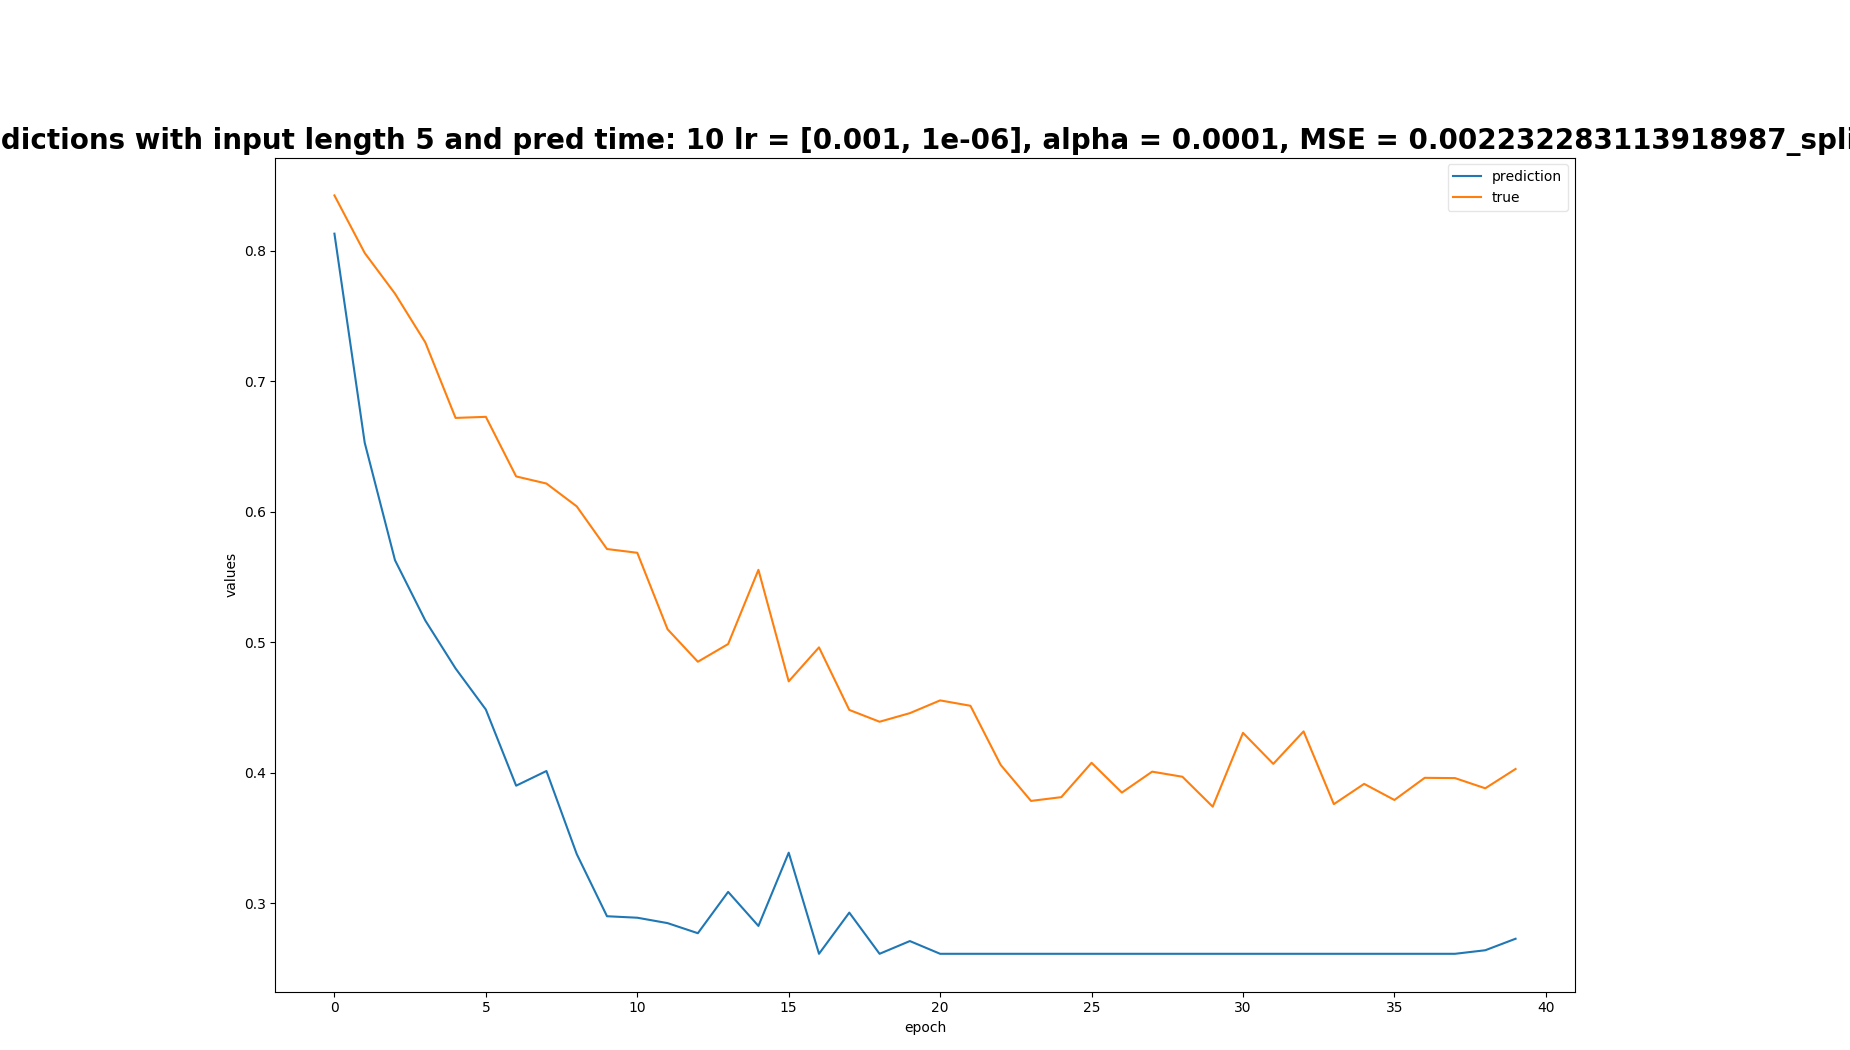 dictions with input length 5 and pred time: 10 lr = [0.001, 1e-06], alpha = 0.0001, MSE = 0.002232283113918987_spli
prediction
true
0.8
0.7
0.6
0.5
0.4
0.3
values
0 5 10 15 20 25 30 35 40
epoch